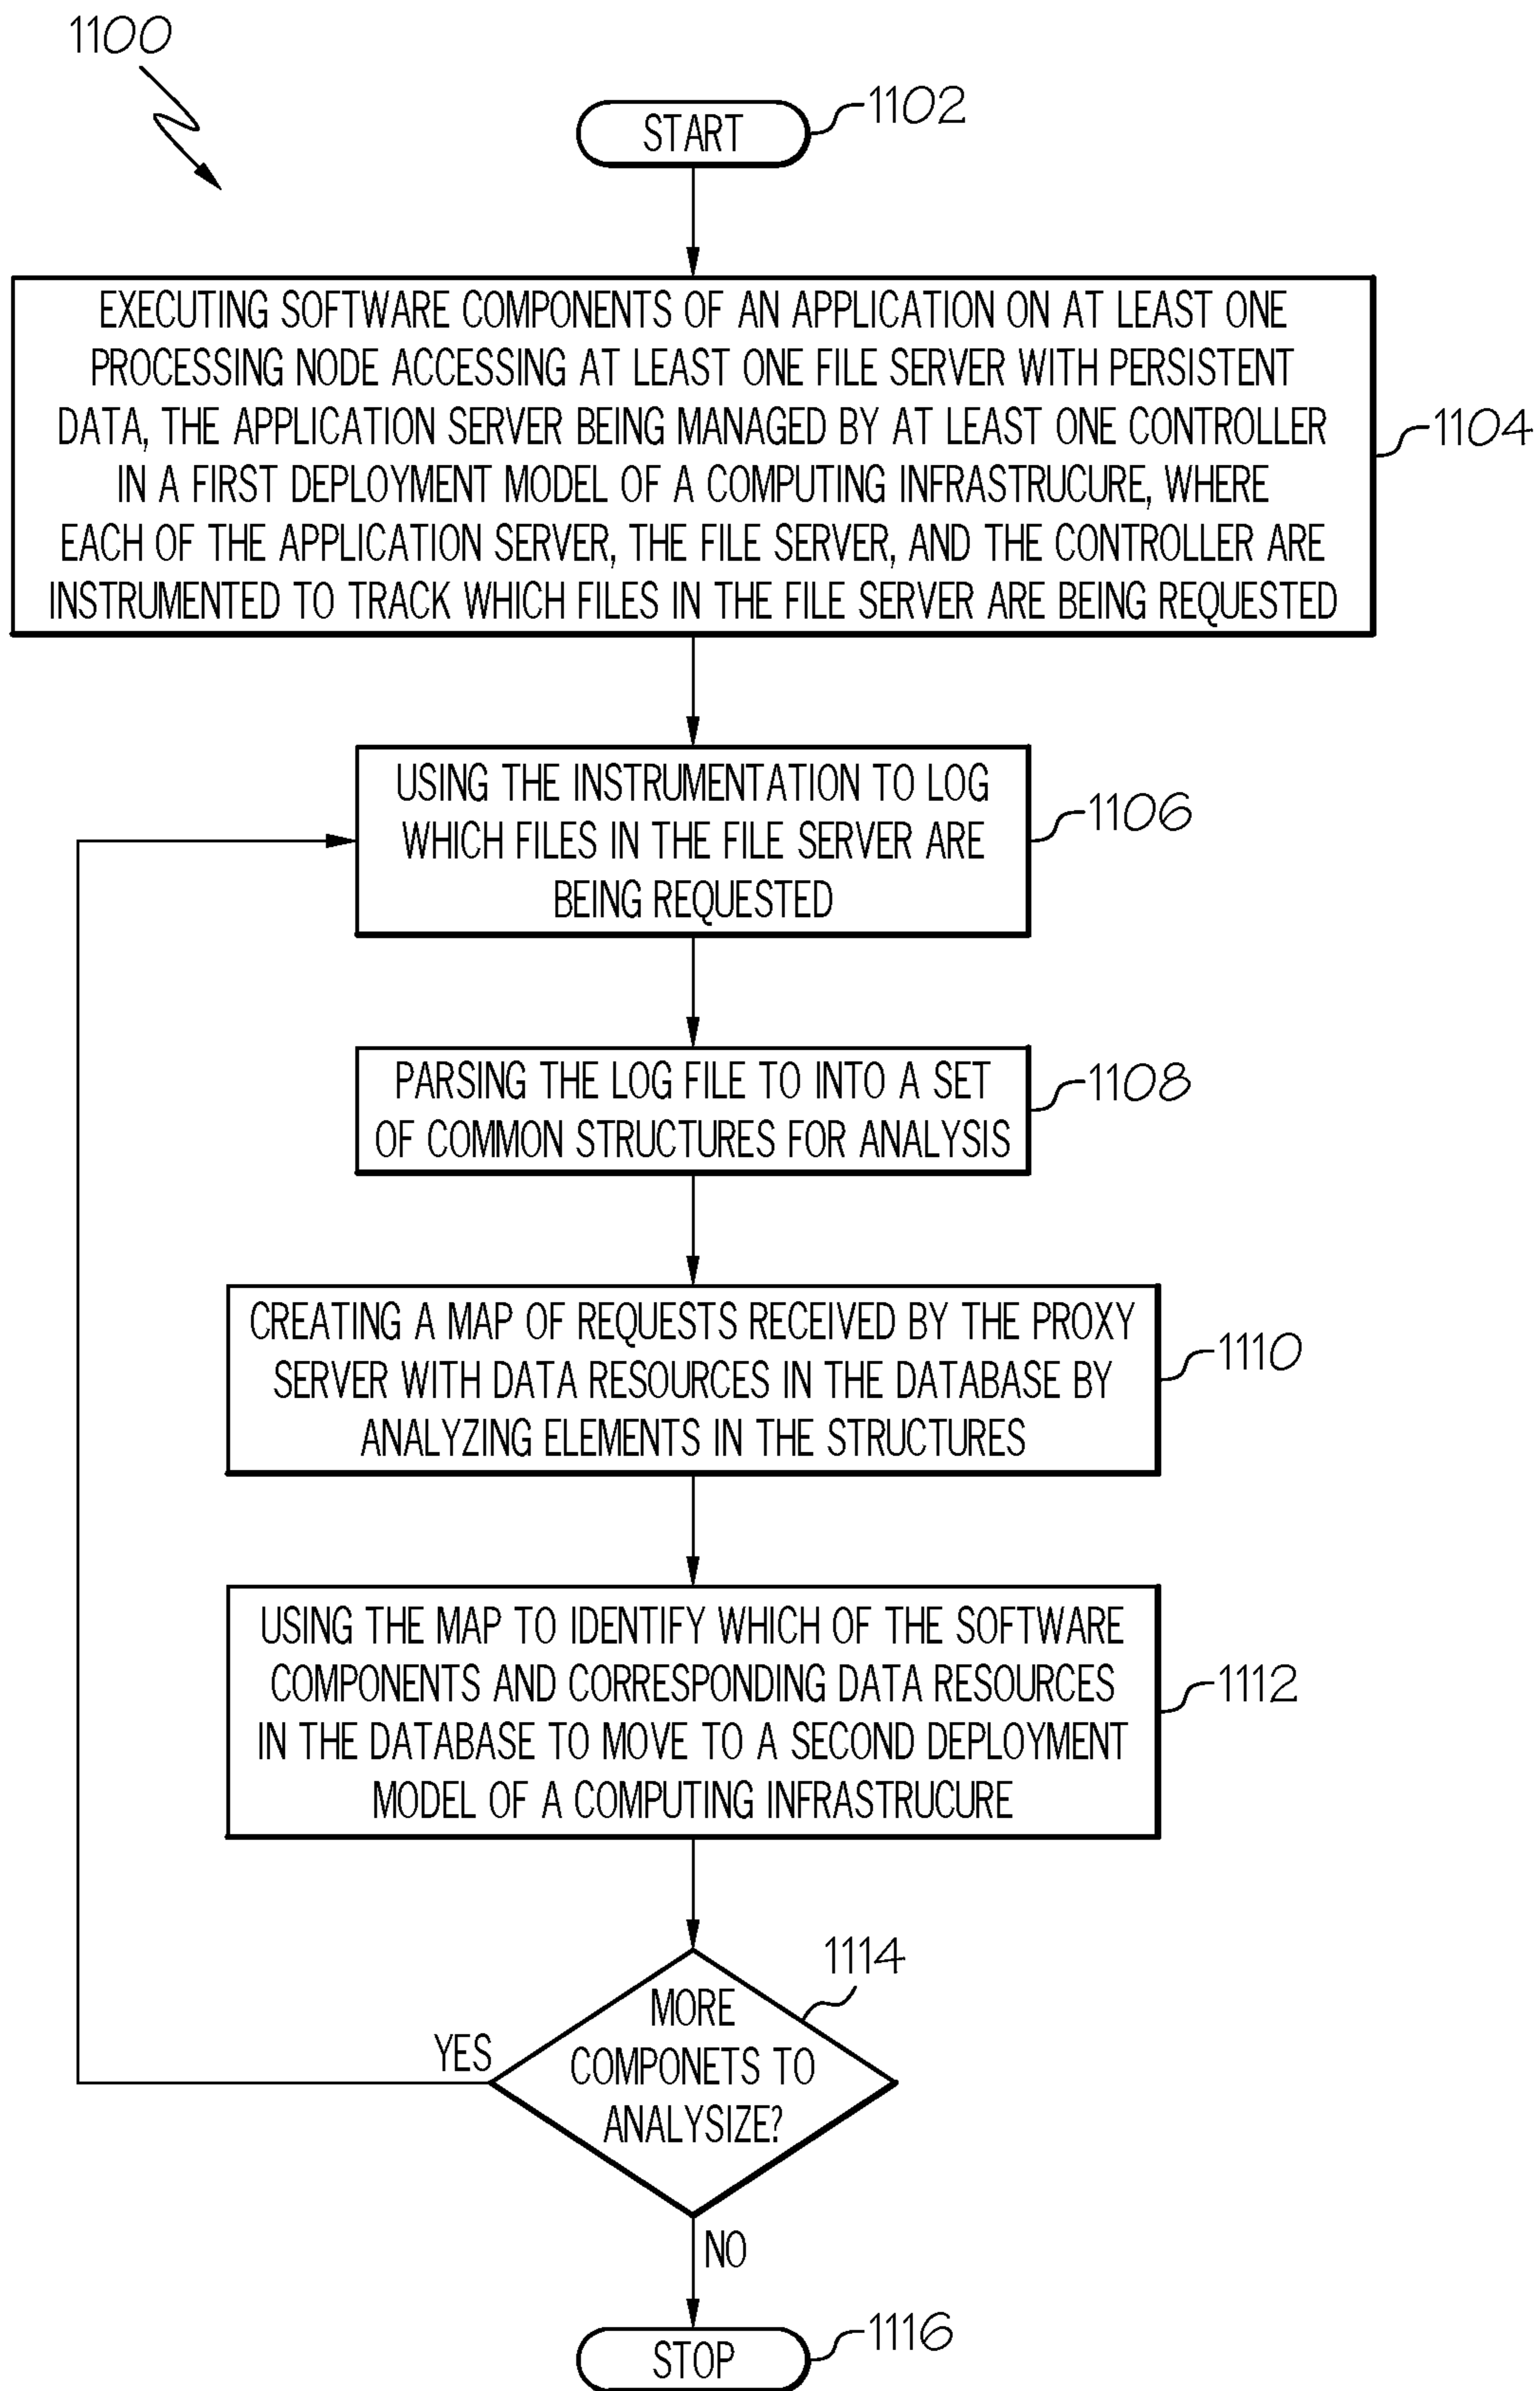 1100
START
1102
EXECUTING SOFTWARE COMPONENTS OF AN APPLICATION ON AT LEAST ONE
PROCESSING NODE ACCESSING AT LEAST ONE FILE SERVER WITH PERSISTENT
DATA, THE APPLICATION SERVER BEING MANAGED BY AT LEAST ONE CONTROLLER
IN A FIRST DEPLOYMENT MODEL OF A COMPUTING INFRASTRUCURE, WHERE
EACH OF THE APPLICATION SERVER, THE FILE SERVER, AND THE CONTROLLER ARE
INSTRUMENTED TO TRACK WHICH FILES IN THE FILE SERVER ARE BEING REQUESTED
1104
USING THE INSTRUMENTATION TO LOG
WHICH FILES IN THE FILE SERVER ARE
BEING REQUESTED
1106
PARSING THE LOG FILE TO INTO A SET
OF COMMON STRUCTURES FOR ANALYSIS
1108
CREATING A MAP OF REQUESTS RECEIVED BY THE PROXY
SERVER WITH DATA RESOURCES IN THE DATABASE BY
ANALYZING ELEMENTS IN THE STRUCTURES
1110
USING THE MAP TO IDENTIFY WHICH OF THE SOFTWARE
COMPONENTS AND CORRESPONDING DATA RESOURCES
IN THE DATABASE TO MOVE TO A SECOND DEPLOYMENT
MODEL OF A COMPUTING INFRASTRUCURE
1112
1114
MORE
COMPONETS TO
ANALYSIZE?
YES
NO
STOP
1116